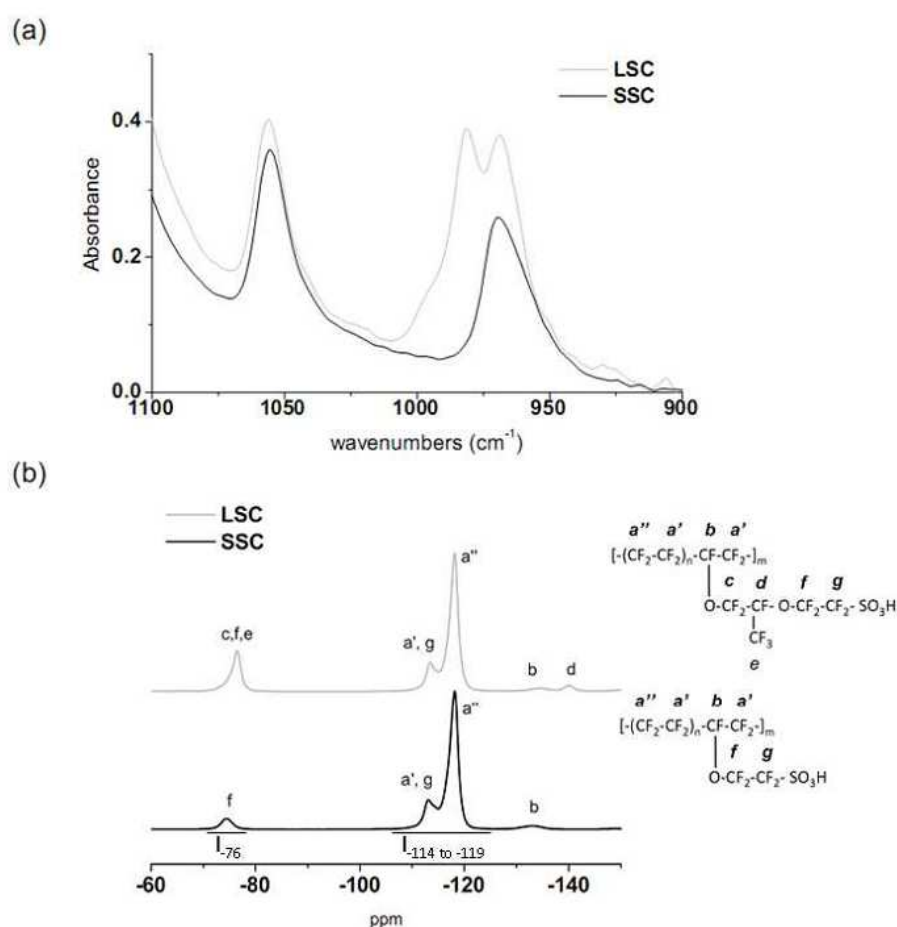 (a)
LSC
SSC
0.4
0.2
0.0
Absorbance
1100 1050 1000 950 900
wavenumbers (cm⁻¹)
(b)
LSC
SSC
a''
c,f,e
a', g
b
d
a''
a', g
f
b
I-76
I-114 to -119
-60 -80 -100 -120 -140
ppm
a'' a' b a'
[-(CF₂-CF₂)n-CF-CF₂-]m
c d f g
O-CF₂-CF- O-CF₂-CF₂- SO₃H
CF₃
e
a'' a' b a'
[-(CF₂-CF₂)n-CF-CF₂-]m
f g
O-CF₂-CF₂- SO₃H